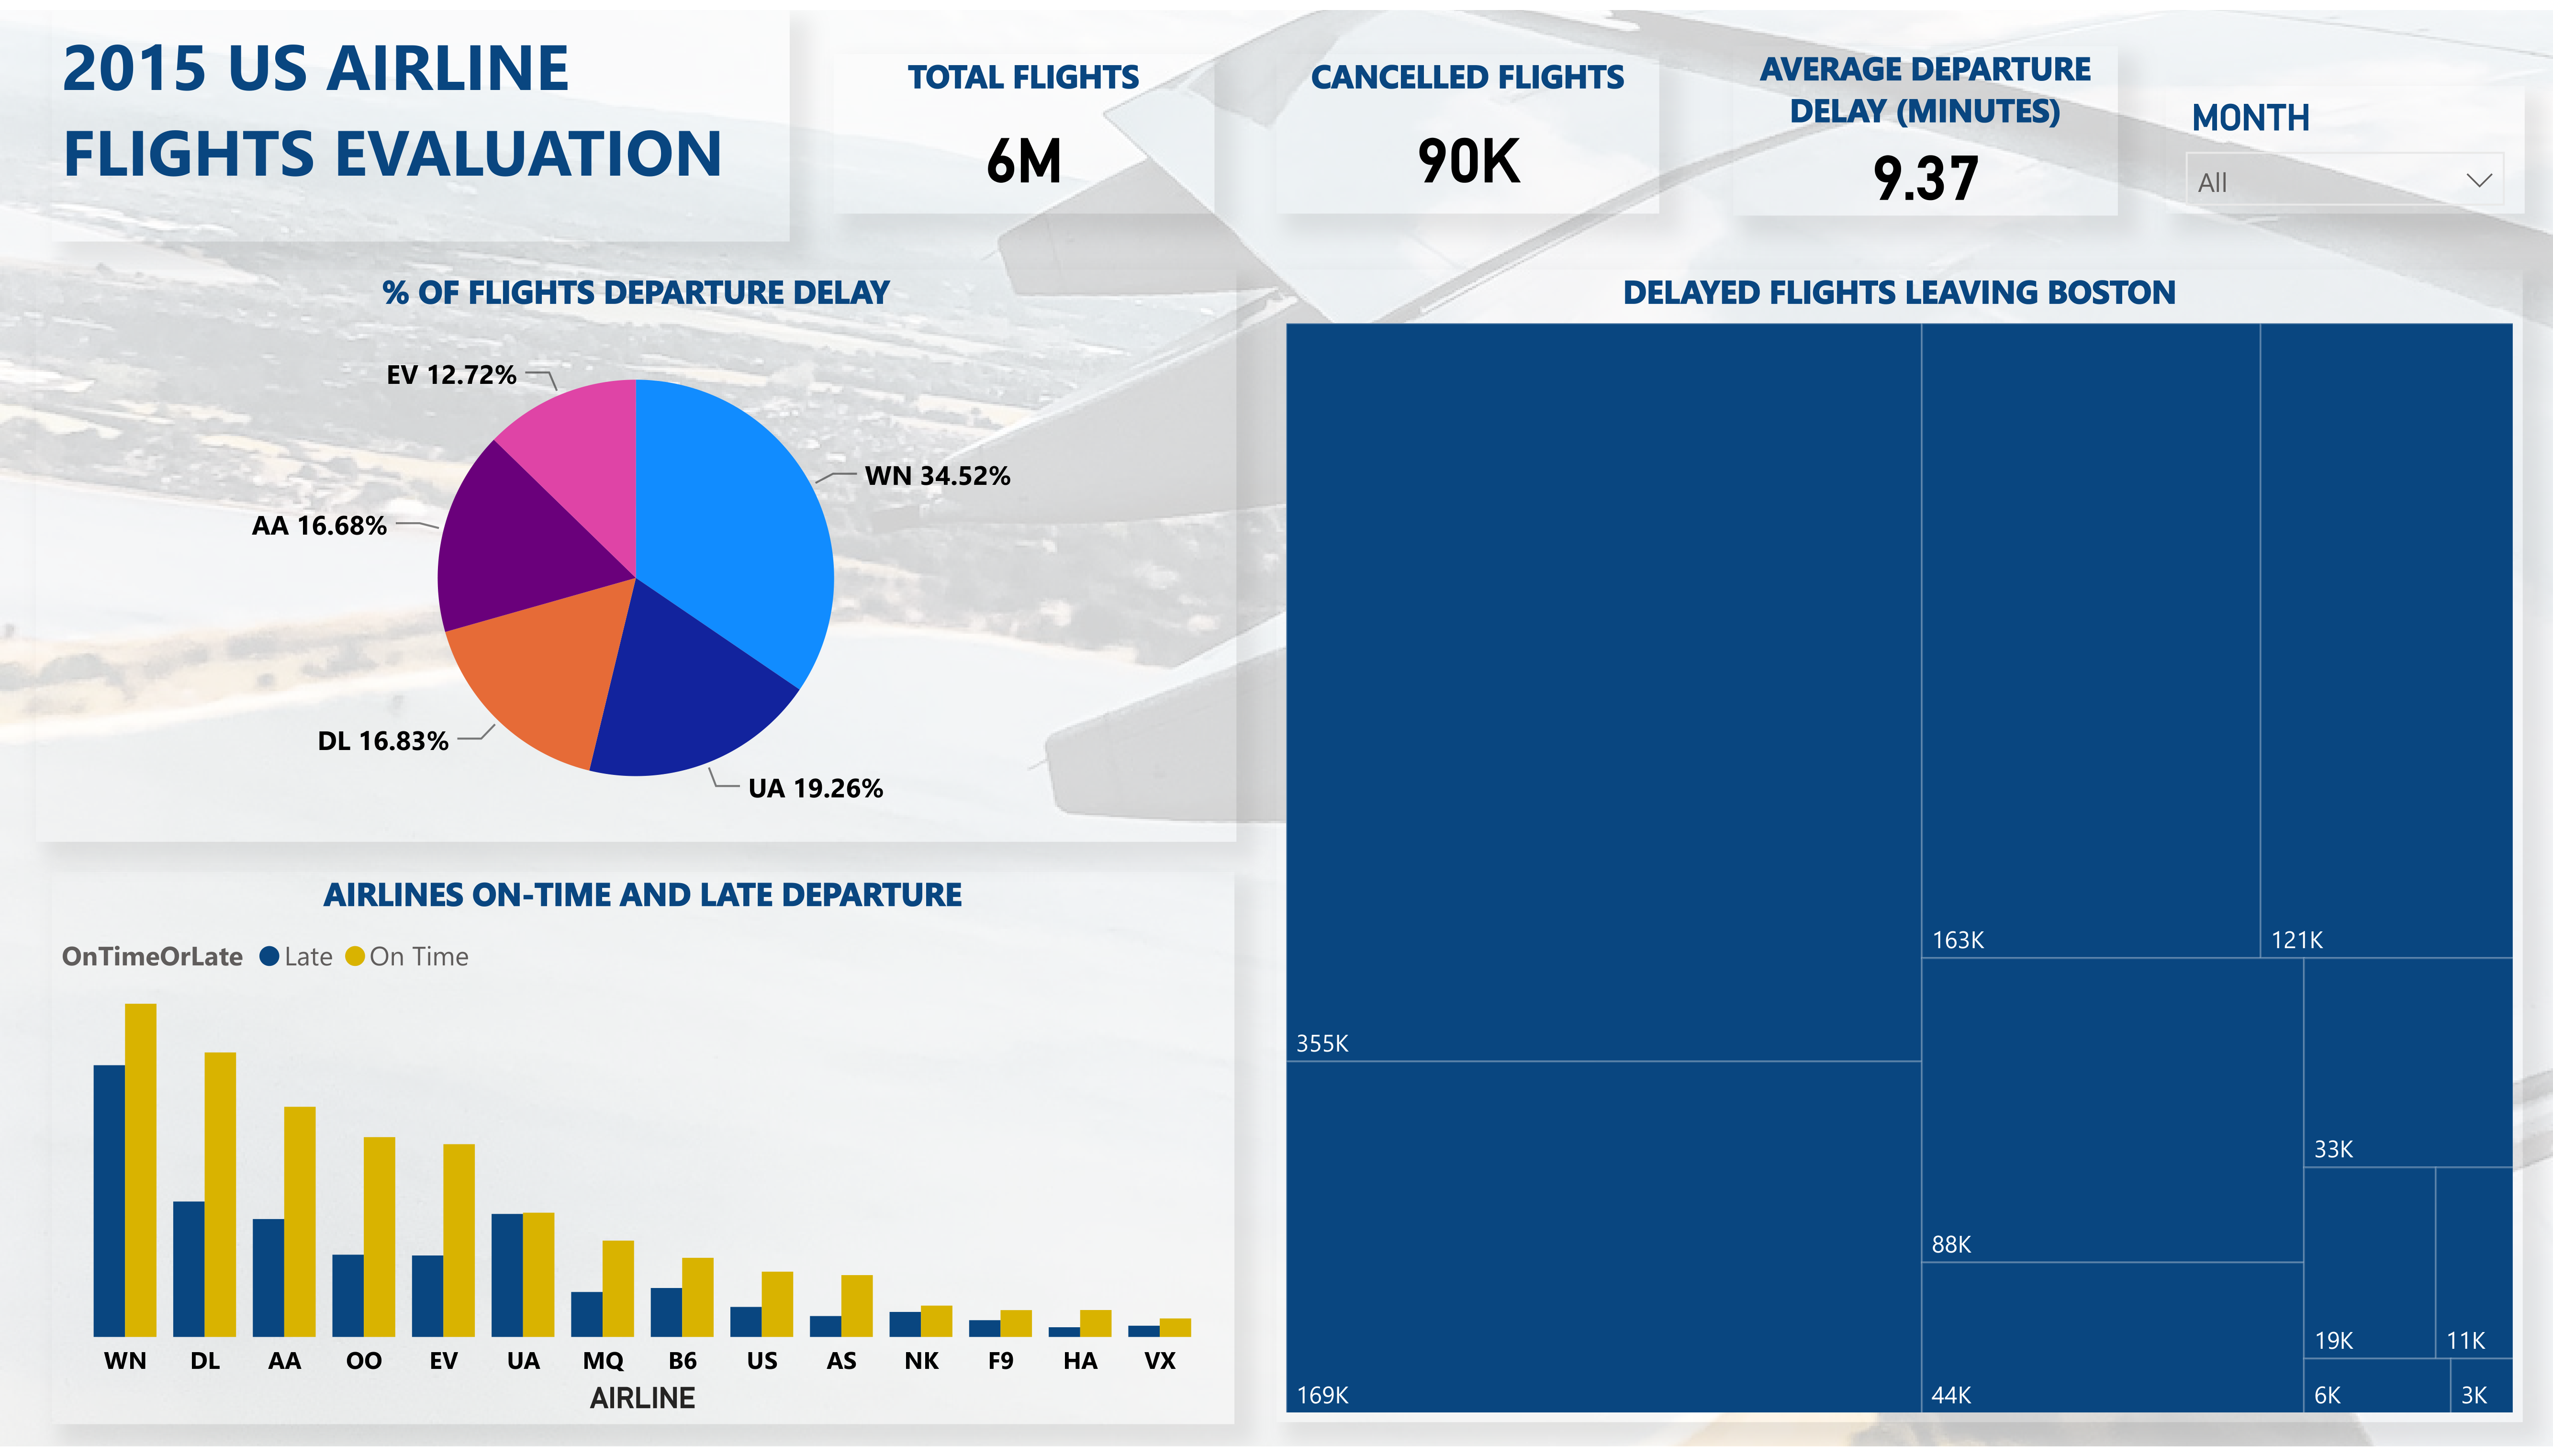 2015 US AIRLINE
FLIGHTS EVALUATION
TOTAL FLIGHTS
6M
CANCELLED FLIGHTS
90K
AVERAGE DEPARTURE
DELAY (MINUTES)
9.37
MONTH
All
% OF FLIGHTS DEPARTURE DELAY
EV 12.72%
WN 34.52%
AA 16.68%
DL 16.83%
UA 19.26%
AIRLINES ON-TIME AND LATE DEPARTURE
OnTimeOrLate Late On Time
WN DL AA OO EV UA MQ B6 US AS NK F9 HA VX
AIRLINE
DELAYED FLIGHTS LEAVING BOSTON
355K
163K
121K
169K
88K
33K
44K
19K
11K
6K
3K